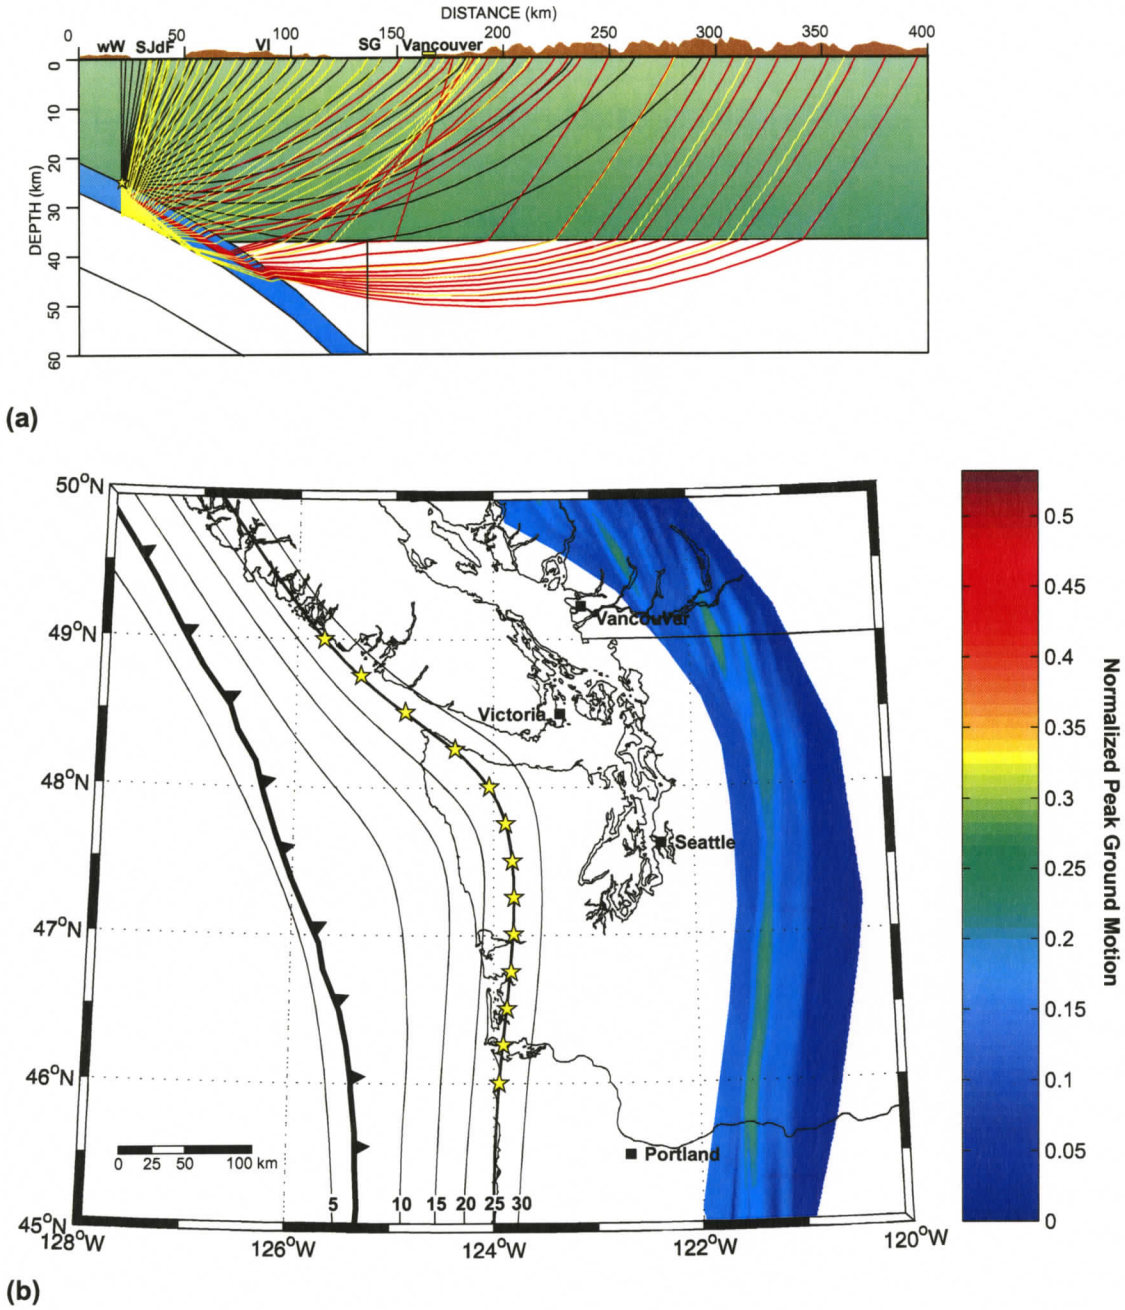 DISTANCE (km)
0 50 100 150 200 250 300 350 400
wW SJdF VI SG Vancouver
0
10
20
30
40
50
60
DEPTH (km)
(a)
50°N
49°N
48°N
47°N
46°N
45°N
Vancouver
Victoria
Seattle
Portland
0 25 50 100 km
5 10 15 20 25 30
128°W 126°W 124°W 122°W 120°W
0.5
0.45
0.4
0.35
0.3
0.25
0.2
0.15
0.1
0.05
0
Normalized Peak Ground Motion
(b)